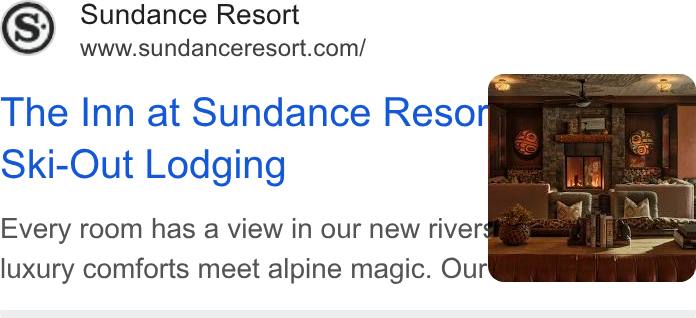 Sundance Resort
www.sundanceresort.com/
The Inn at Sundance Resor
Ski-Out Lodging
Every room has a view in our new rivers
luxury comforts meet alpine magic. Our